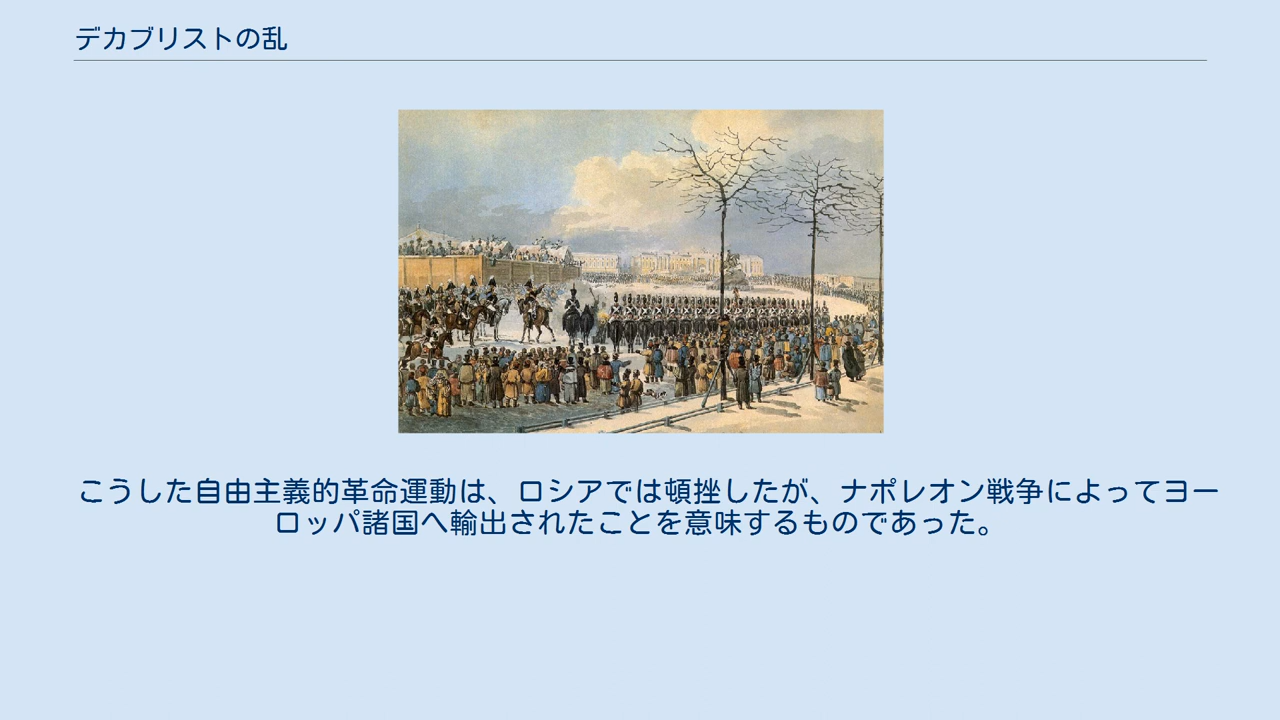 デカブリストの乱
こうした自由主義的革命運動は、ロシアでは頓挫したが、ナポレオン戦争によってヨー
ロッパ諸国へ輸出されたことを意味するものであった。